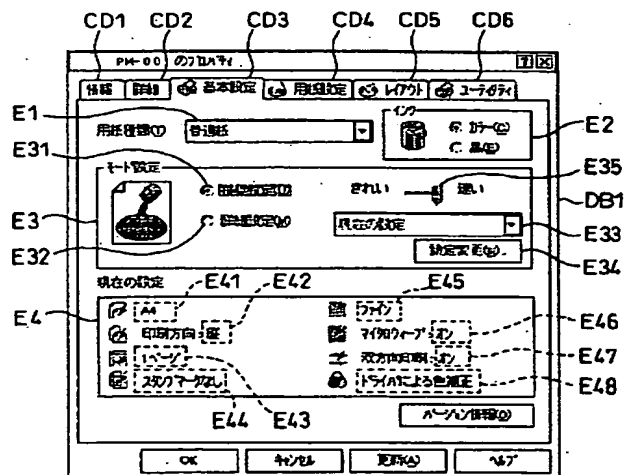 CD1 CD2 CD3 CD4 CD5 CD6
PM-00 のプロパティ
情報 詳細 基本設定 用紙設定 レイアウト ユーティリティ
E1
用紙種類(T) 普通紙
インク
カラー(C)
黒(B)
E2
E31
モード設定
きれい 速い
E35
DB1
E3
E32
現在の設定
E33
設定変更
E34
現在の設定
E41 E42 E45
E4
A4
印刷方向:縦
1ページ
スタンプマークなし
ファイン
マイクロウィーブ:オン
双方向印刷:オン
ドライバによる色補正
E46
E47
E48
E44 E43
バージョン情報(O)
OK キャンセル 更新(A) ヘルプ